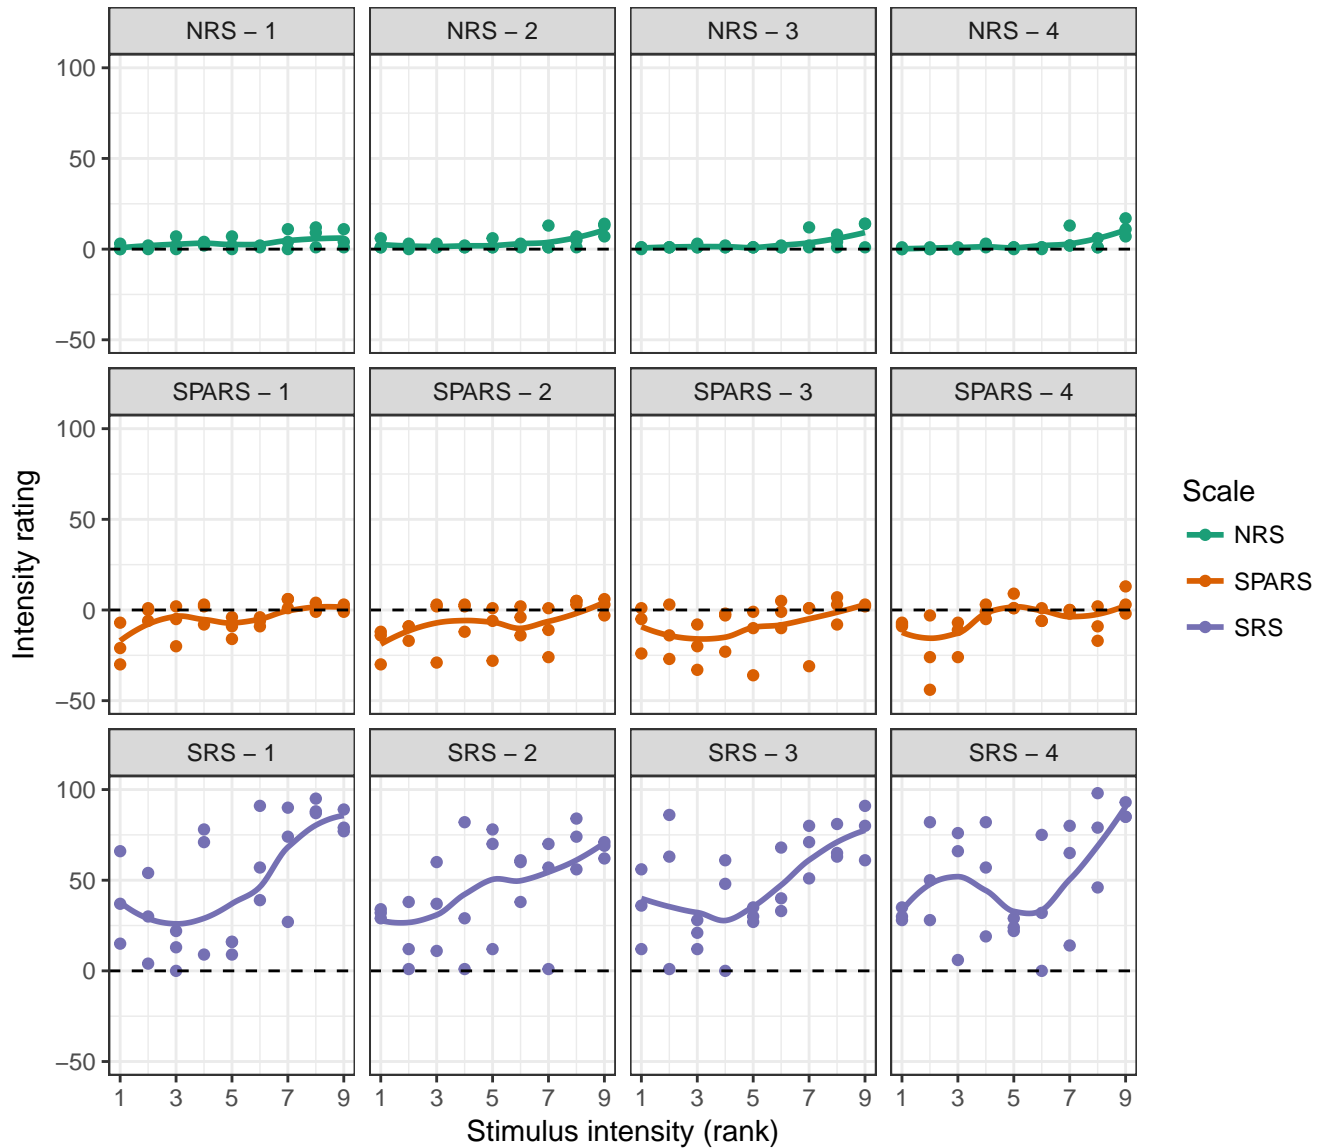 NRS − 1
NRS − 2
NRS − 3
NRS − 4
100
50
0
−50
SPARS − 1
SPARS − 2
SPARS − 3
SPARS − 4
100
50
0
−50
SRS − 1
SRS − 2
SRS − 3
SRS − 4
100
50
0
−50
1 3 5 7 9
1 3 5 7 9
1 3 5 7 9
1 3 5 7 9
Stimulus intensity (rank)
Intensity rating
Scale
NRS
SPARS
SRS